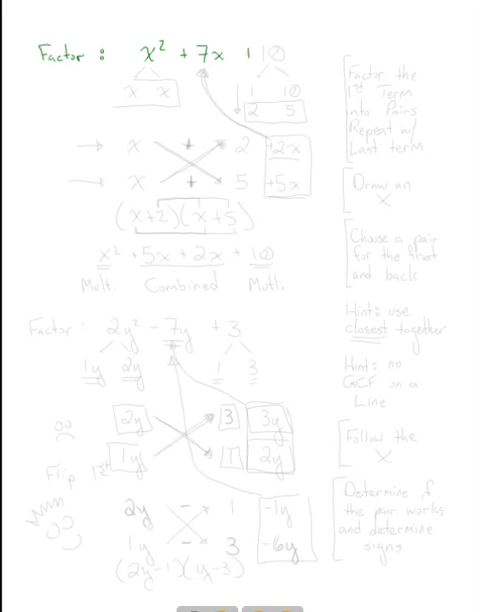 Factor : x² + 7x + 10
x x
1 10
2 5
x + 2 +2x
x + 5 +5x
(x+2)(x+5)
x² + 5x + 2x + 10
Mult. Combined Mult.
Factor the
1st Term
into Pairs
Repeat w/
Last term
Draw an
X
Choose a pair
for the front
and back
Factor : 2y² - 7y + 3
1y 2y
1 3
2y 3 3y
1y 1 2y
Flip 1st
2y - 1 -1y
1y - 3 -6y
(2y-1)(y-3)
Hint: use
closest together
Hint: no
GCF on a
Line
Follow the
X
Determine if
the pair works
and determine
signs